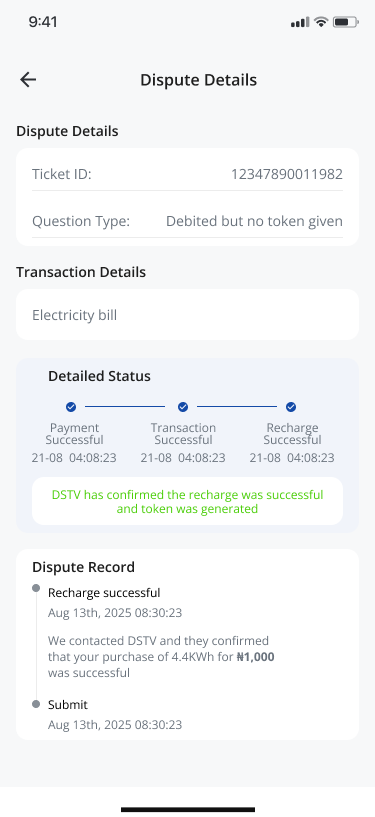 9:41
Dispute Details
Dispute Details
Ticket ID: 12347890011982
Question Type: Debited but no token given
Transaction Details
Electricity bill
Detailed Status
Payment Successful
21-08 04:08:23
Transaction Successful
21-08 04:08:23
Recharge Successful
21-08 04:08:23
DSTV has confirmed the recharge was successful
and token was generated
Dispute Record
Recharge successful
Aug 13th, 2025 08:30:23
We contacted DSTV and they confirmed
that your purchase of 4.4KWh for ₦1,000
was successful
Submit
Aug 13th, 2025 08:30:23